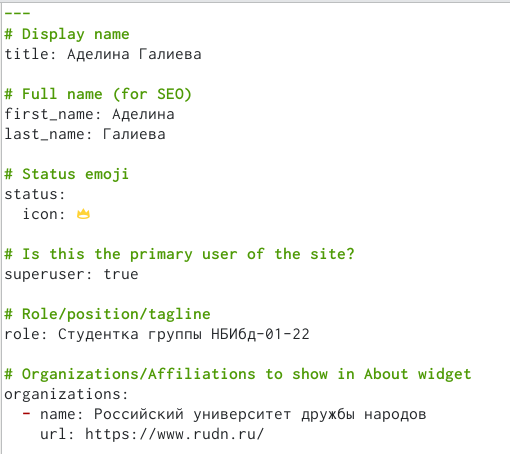 ---
# Display name
title: Аделина Галиева
# Full name (for SEO)
first_name: Аделина
last_name: Галиева
# Status emoji
status:
icon: 👑
# Is this the primary user of the site?
superuser: true
# Role/position/tagline
role: Студентка группы НБИбд-01-22
# Organizations/Affiliations to show in About widget
organizations:
- name: Российский университет дружбы народов
url: https://www.rudn.ru/